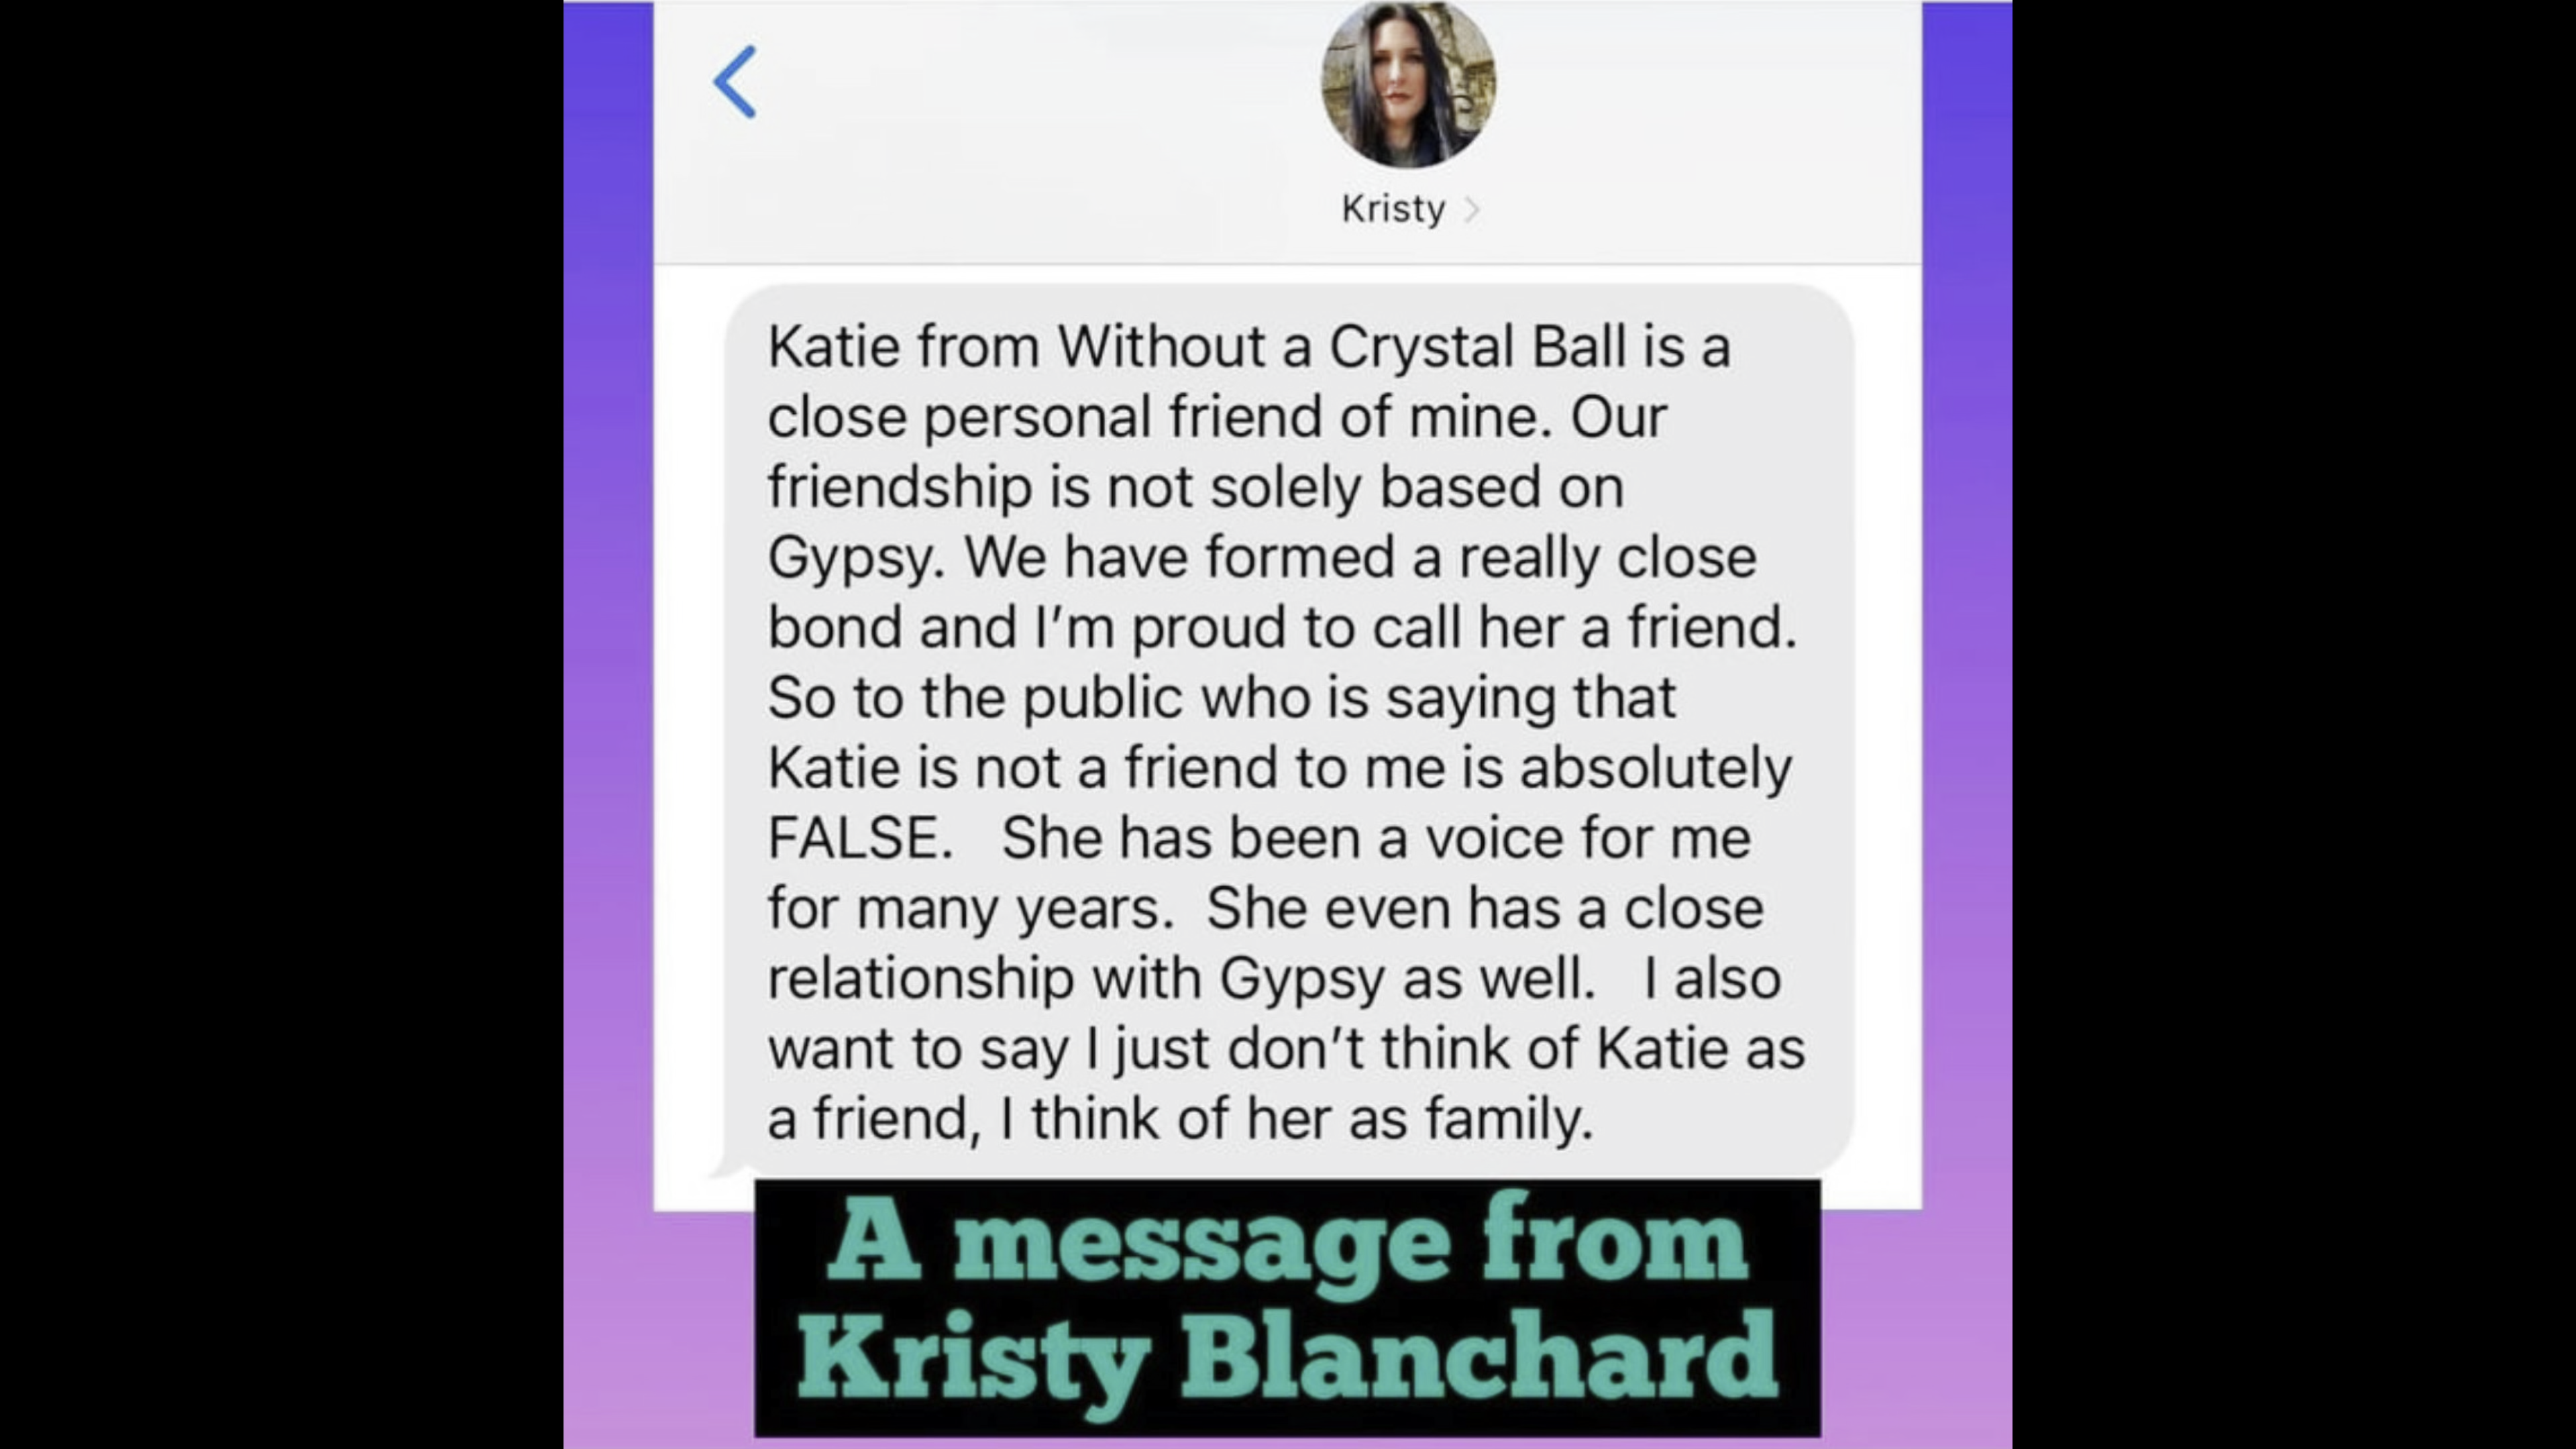 Kristy
Katie from Without a Crystal Ball is a
close personal friend of mine. Our
friendship is not solely based on
Gypsy. We have formed a really close
bond and I’m proud to call her a friend.
So to the public who is saying that
Katie is not a friend to me is absolutely
FALSE.   She has been a voice for me
for many years.  She even has a close
relationship with Gypsy as well.   I also
want to say I just don’t think of Katie as
a friend, I think of her as family.
A message from
Kristy Blanchard